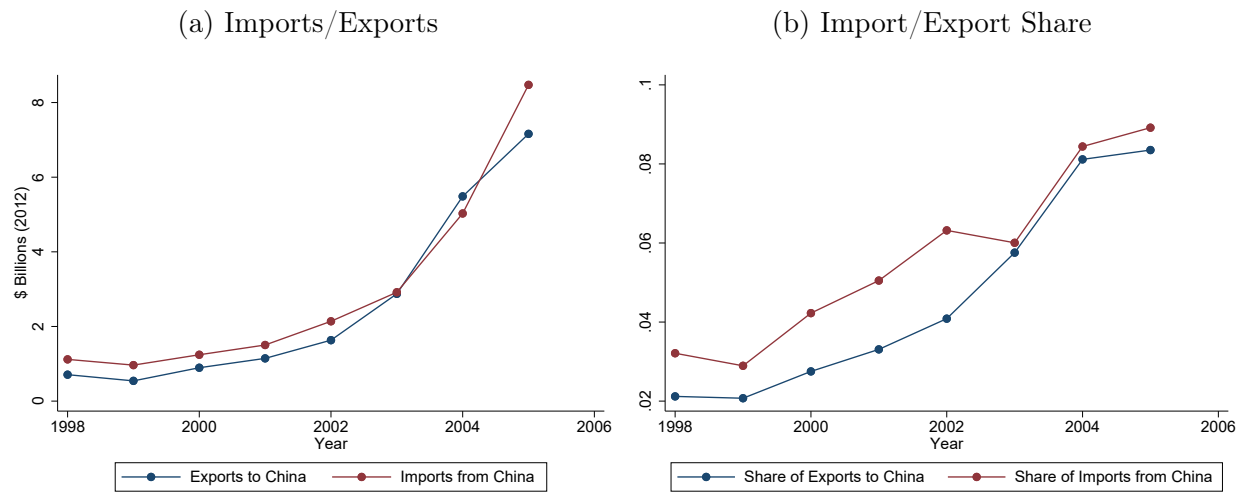 (a) Imports/Exports
$ Billions (2012)
8
6
4
2
0
1998 2000 2002 2004 2006
Year
Exports to China Imports from China
(b) Import/Export Share
.1
.08
.06
.04
.02
1998 2000 2002 2004 2006
Year
Share of Exports to China Share of Imports from China